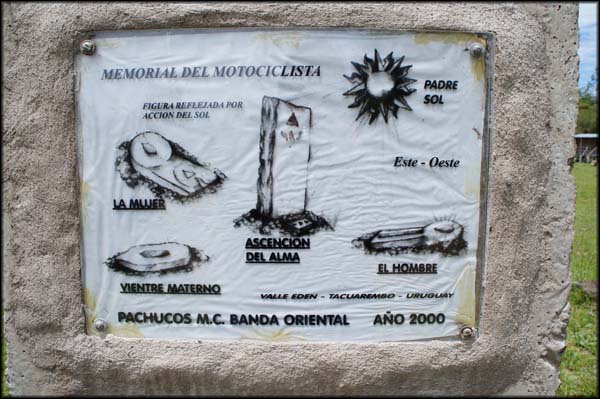 MEMORIAL DEL MOTOCICLISTA
PADRE
SOL
FIGURA REFLEJADA POR
ACCION DEL SOL
Este - Oeste
LA MUJER
ASCENCIÓN
DEL ALMA
EL HOMBRE
VIENTRE MATERNO
VALLE EDEN - TACUAREMBO - URUGUAY
PACHUCOS M.C. BANDA ORIENTAL AÑO 2000